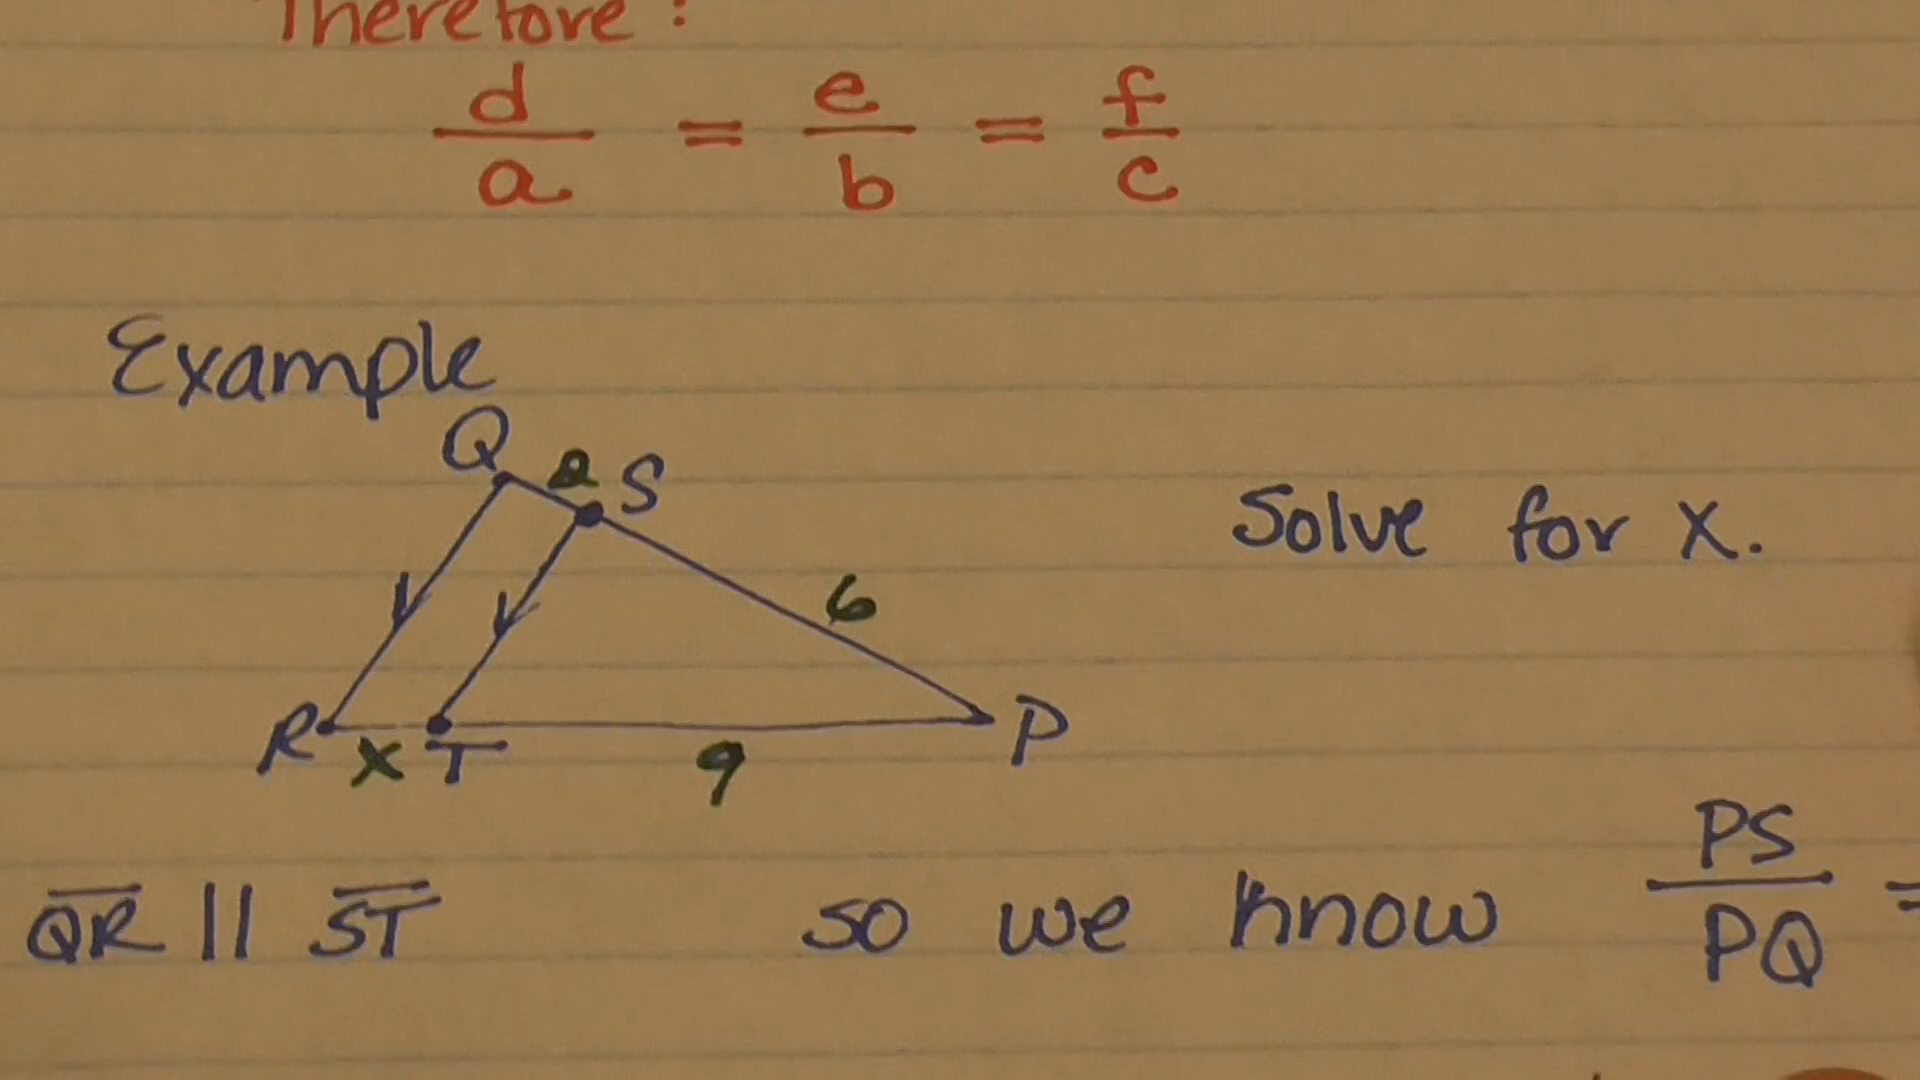 Therefore:
d/a = e/b = f/c
Example
Q 2 S
Solve for x.
6
R x T 9 P
QR || ST so we know PS/PQ =